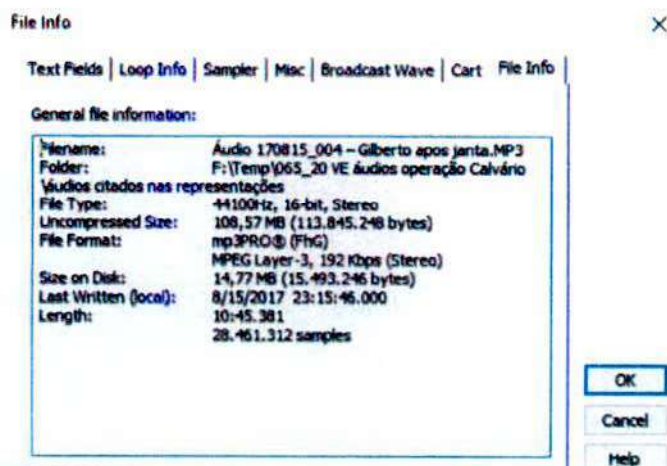 File Info
Text Fields | Loop Info | Sampler | Misc | Broadcast Wave | Cart File Info
General file information:
Filename: Áudio 170815_004 – Gilberto apos janta.MP3
Folder: F:\Temp\065_20 VE áudios operação Calvário
\áudios citados nas representações
File Type: 44100Hz, 16-bit, Stereo
Uncompressed Size: 108,57 MB (113.845.248 bytes)
File Format: mp3PRO® (FhG)
MPEG Layer-3, 192 Kbps (Stereo)
Size on Disk: 14,77 MB (15.493.246 bytes)
Last Written (local): 8/15/2017 23:15:46.000
Length: 10:45.381
28.461.312 samples
OK
Cancel
Help